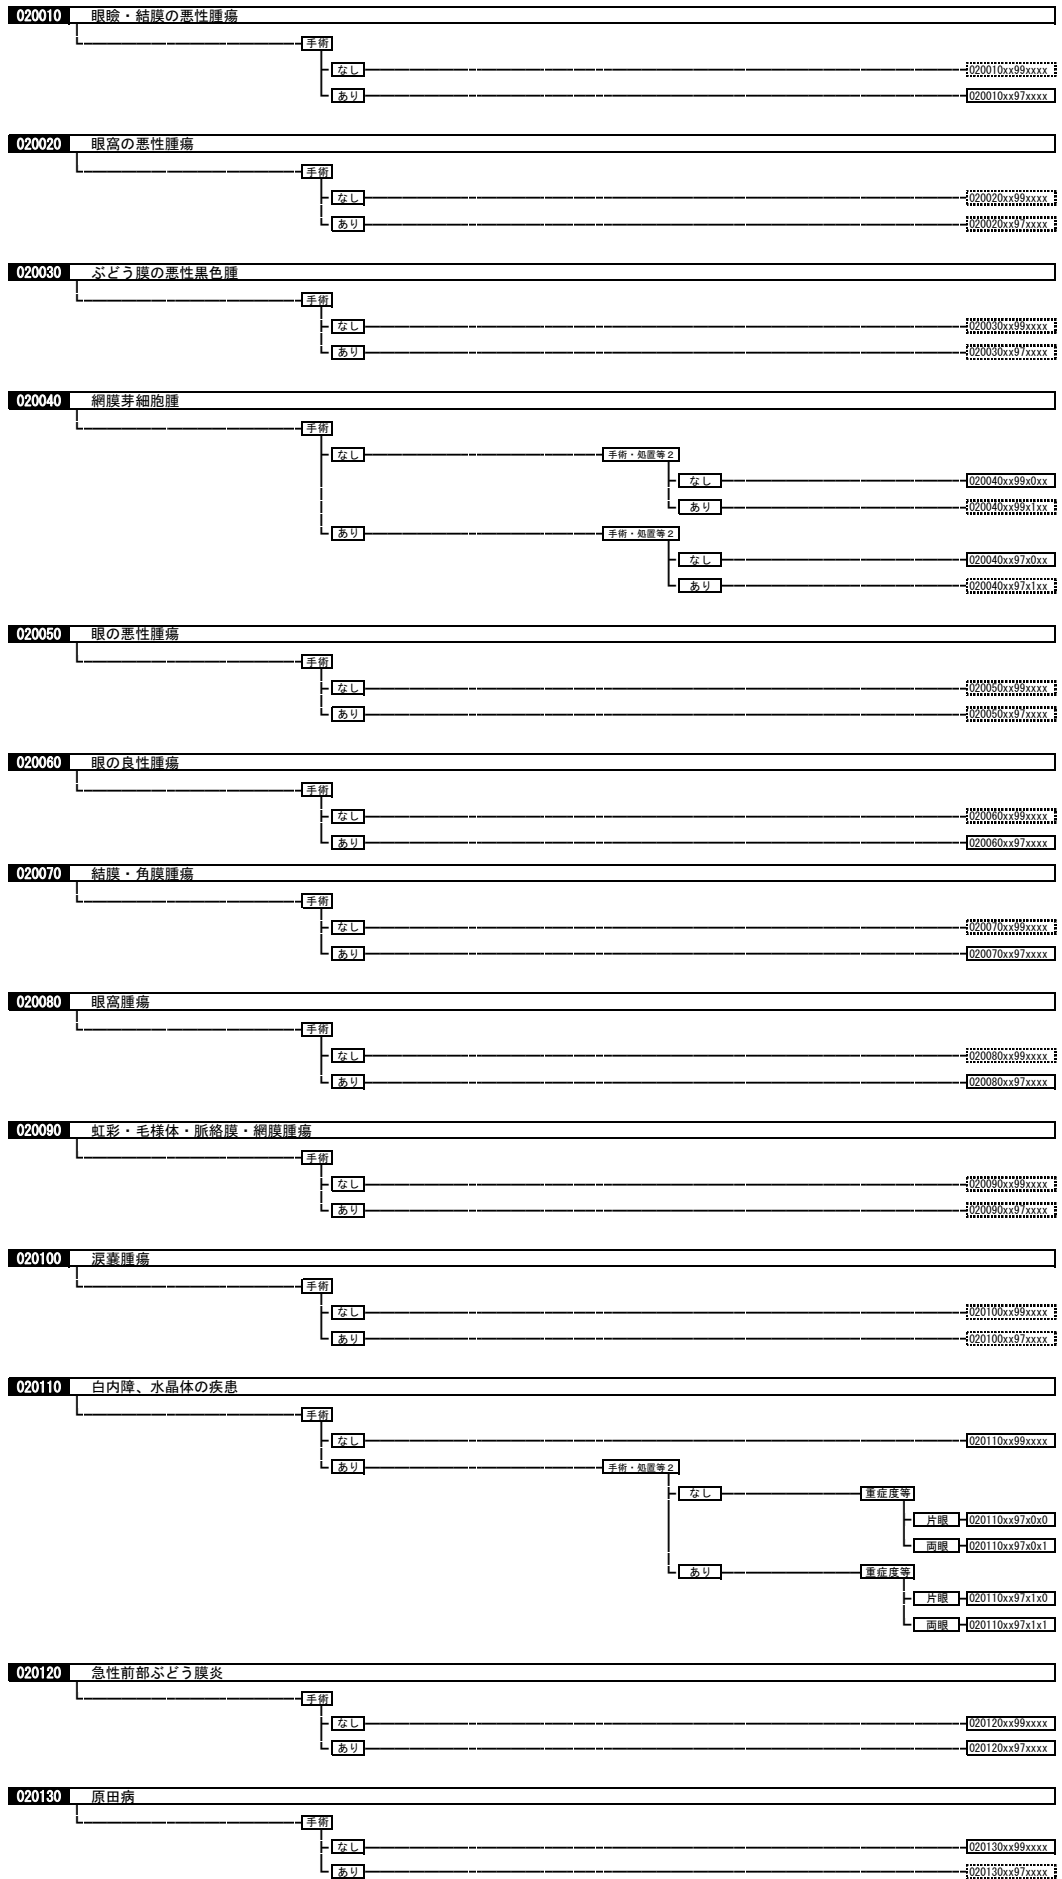 020010 眼瞼・結膜の悪性腫瘍
手術
なし 020010xx99xxxx
あり 020010xx97xxxx
020020 眼窩の悪性腫瘍
手術
なし 020020xx99xxxx
あり 020020xx97xxxx
020030 ぶどう膜の悪性黒色腫
手術
なし 020030xx99xxxx
あり 020030xx97xxxx
020040 網膜芽細胞腫
手術
なし 手術・処置等2
なし 020040xx99x0xx
あり 020040xx99x1xx
あり 手術・処置等2
なし 020040xx97x0xx
あり 020040xx97x1xx
020050 眼の悪性腫瘍
手術
なし 020050xx99xxxx
あり 020050xx97xxxx
020060 眼の良性腫瘍
手術
なし 020060xx99xxxx
あり 020060xx97xxxx
020070 結膜・角膜腫瘍
手術
なし 020070xx99xxxx
あり 020070xx97xxxx
020080 眼窩腫瘍
手術
なし 020080xx99xxxx
あり 020080xx97xxxx
020090 虹彩・毛様体・脈絡膜・網膜腫瘍
手術
なし 020090xx99xxxx
あり 020090xx97xxxx
020100 涙嚢腫瘍
手術
なし 020100xx99xxxx
あり 020100xx97xxxx
020110 白内障、水晶体の疾患
手術
なし 020110xx99xxxx
あり 手術・処置等2
なし 重症度等
片眼 020110xx97x0x0
両眼 020110xx97x0x1
あり 重症度等
片眼 020110xx97x1x0
両眼 020110xx97x1x1
020120 急性前部ぶどう膜炎
手術
なし 020120xx99xxxx
あり 020120xx97xxxx
020130 原田病
手術
なし 020130xx99xxxx
あり 020130xx97xxxx